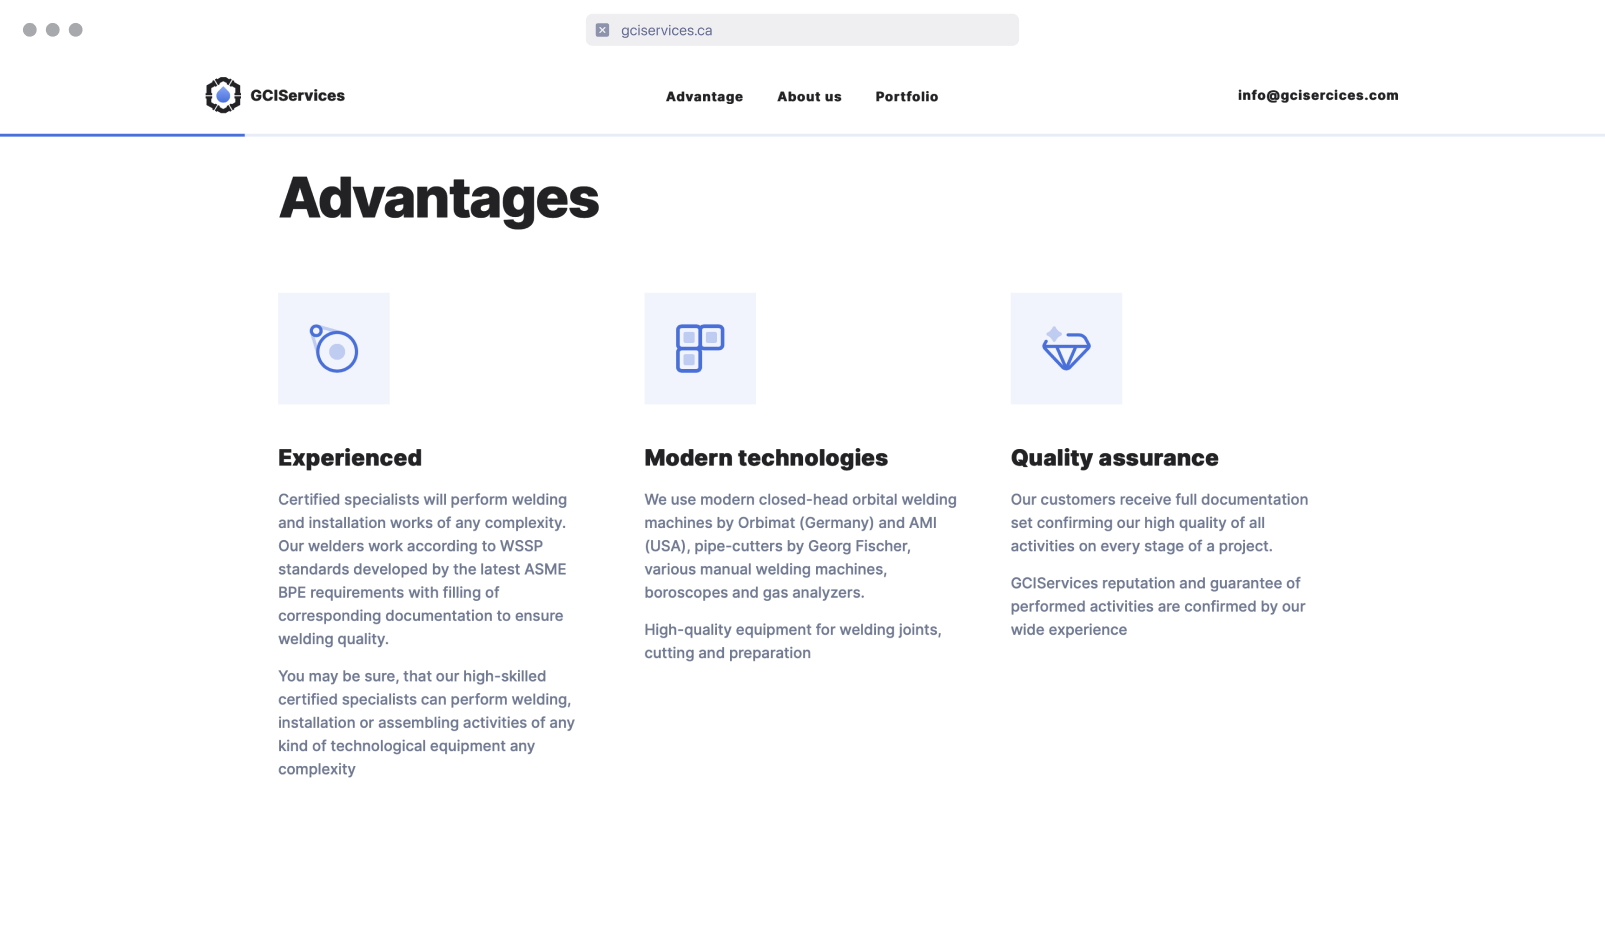 gciservices.ca
GCIServices
Advantage About us Portfolio
info@gcisercices.com
Advantages
Experienced
Certified specialists will perform welding
and installation works of any complexity.
Our welders work according to WSSP
standards developed by the latest ASME
BPE requirements with filling of
corresponding documentation to ensure
welding quality.
You may be sure, that our high-skilled
certified specialists can perform welding,
installation or assembling activities of any
kind of technological equipment any
complexity
Modern technologies
We use modern closed-head orbital welding
machines by Orbimat (Germany) and AMI
(USA), pipe-cutters by Georg Fischer,
various manual welding machines,
boroscopes and gas analyzers.
High-quality equipment for welding joints,
cutting and preparation
Quality assurance
Our customers receive full documentation
set confirming our high quality of all
activities on every stage of a project.
GCIServices reputation and guarantee of
performed activities are confirmed by our
wide experience